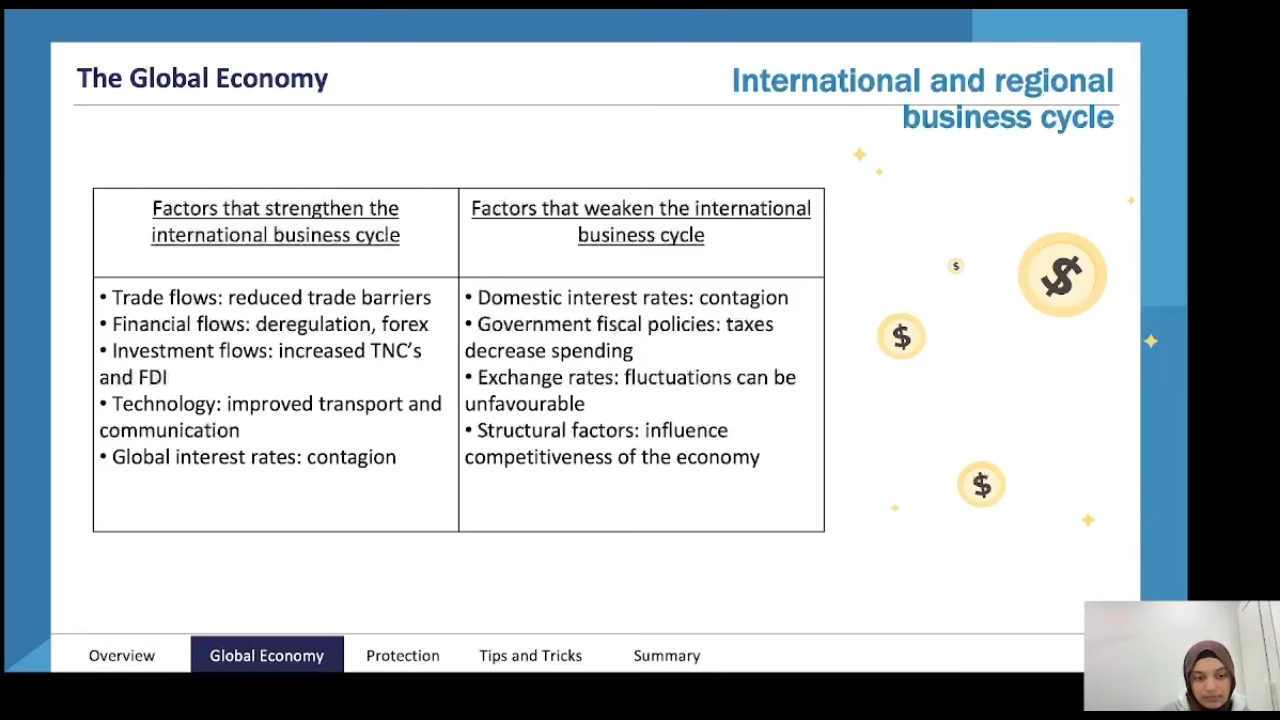 The Global Economy
International and regional
business cycle
Factors that strengthen the
international business cycle
Factors that weaken the international
business cycle
• Trade flows: reduced trade barriers
• Financial flows: deregulation, forex
• Investment flows: increased TNC's
and FDI
• Technology: improved transport and
communication
• Global interest rates: contagion
• Domestic interest rates: contagion
• Government fiscal policies: taxes
decrease spending
• Exchange rates: fluctuations can be
unfavourable
• Structural factors: influence
competitiveness of the economy
$
$
$
$
Overview
Global Economy
Protection
Tips and Tricks
Summary